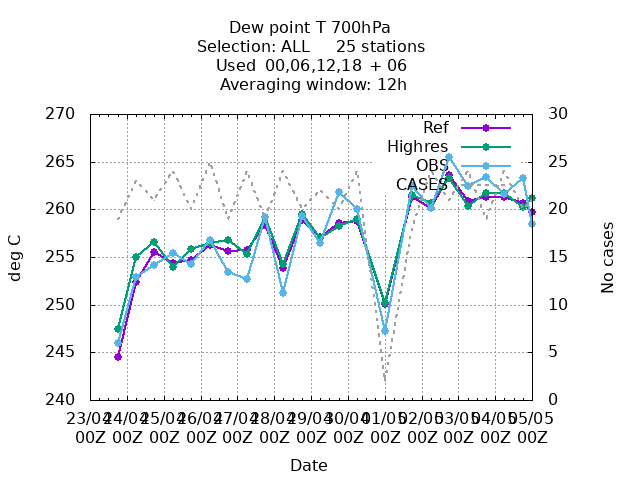 Dew point T 700hPa
Selection: ALL 25 stations
Used 00,06,12,18 + 06
Averaging window: 12h
270 30
Ref
Highres
265 OBS 25
CASES
260 20
deg C
255 15
No cases
250 10
245 5
240 0
23/04 24/04 25/04 26/04 27/04 28/04 29/04 30/04 01/05 02/05 03/05 04/05 05/05
00Z 00Z 00Z 00Z 00Z 00Z 00Z 00Z 00Z 00Z 00Z 00Z 00Z
Date